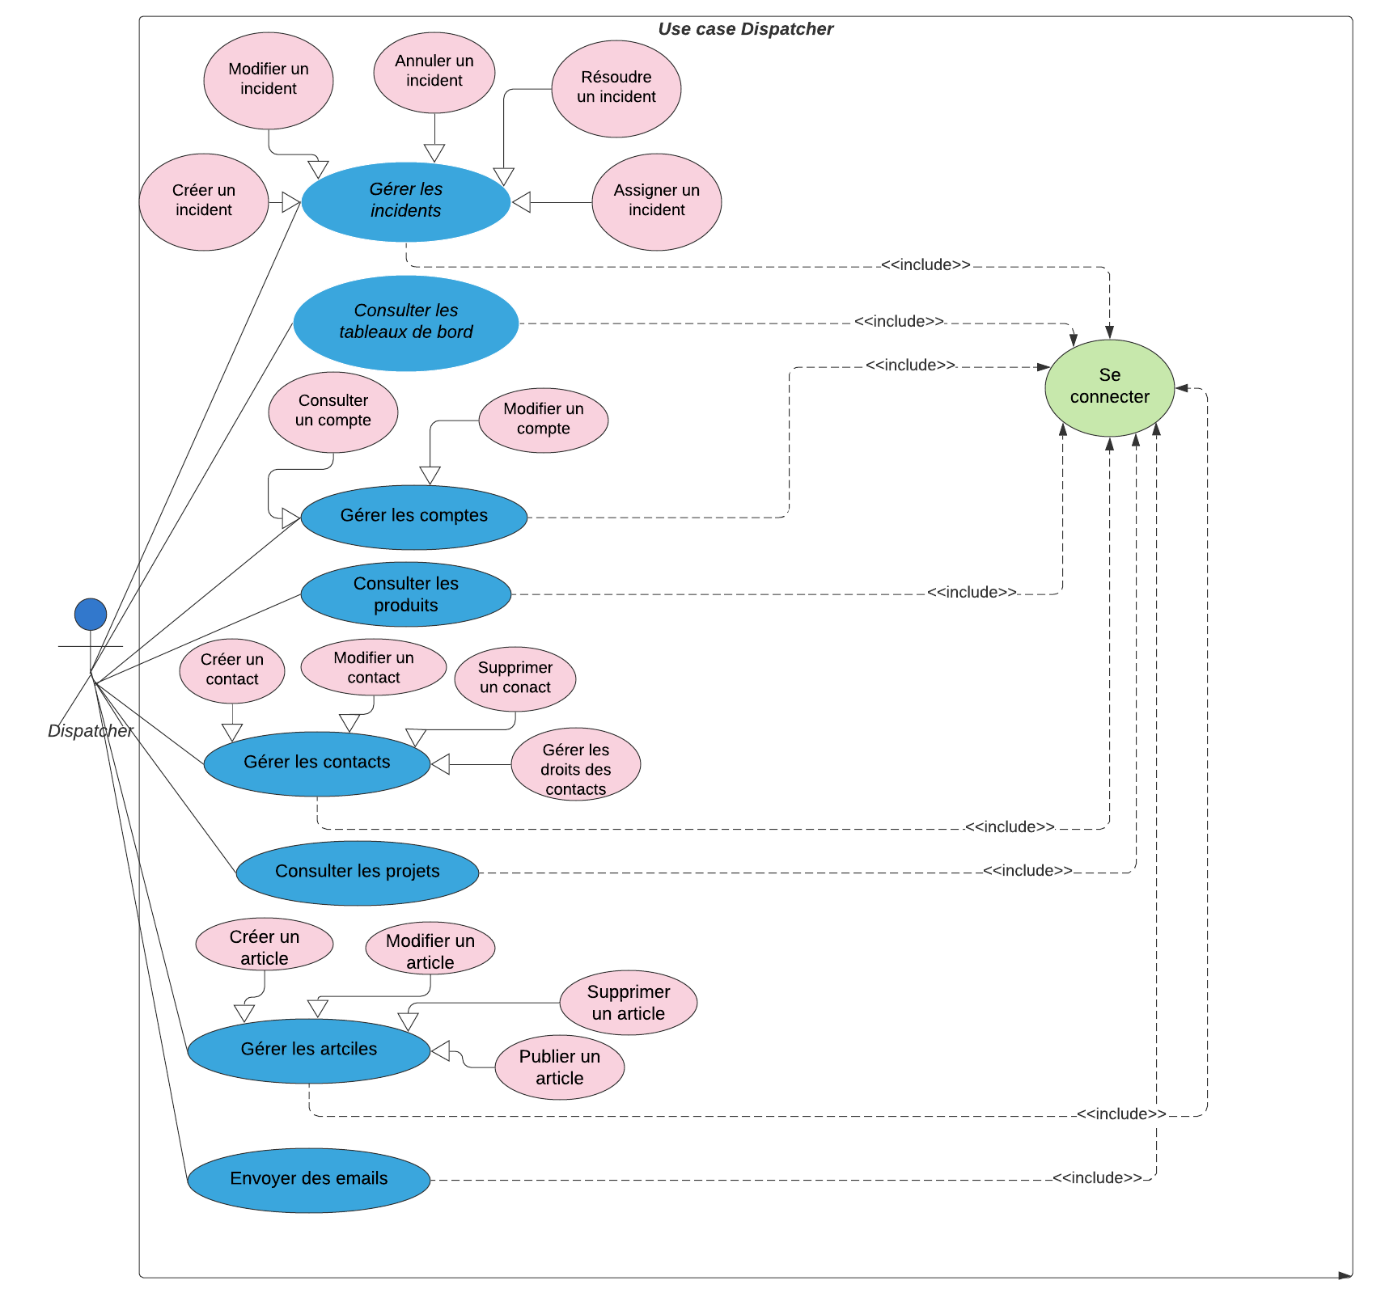 Use case Dispatcher
Modifier un
incident
Annuler un
incident
Résoudre
un incident
Créer un
incident
Gérer les
incidents
Assigner un
incident
<<include>>
Consulter les
tableaux de bord
<<include>>
<<include>>
Se
connecter
Consulter
un compte
Modifier un
compte
Gérer les comptes
Consulter les
produits
<<include>>
Dispatcher
Créer un
contact
Modifier un
contact
Supprimer
un conact
Gérer les contacts
Gérer les
droits des
contacts
<<include>>
Consulter les projets
<<include>>
Créer un
article
Modifier un
article
Supprimer
un article
Gérer les artciles
Publier un
article
<<include>>
Envoyer des emails
<<include>>